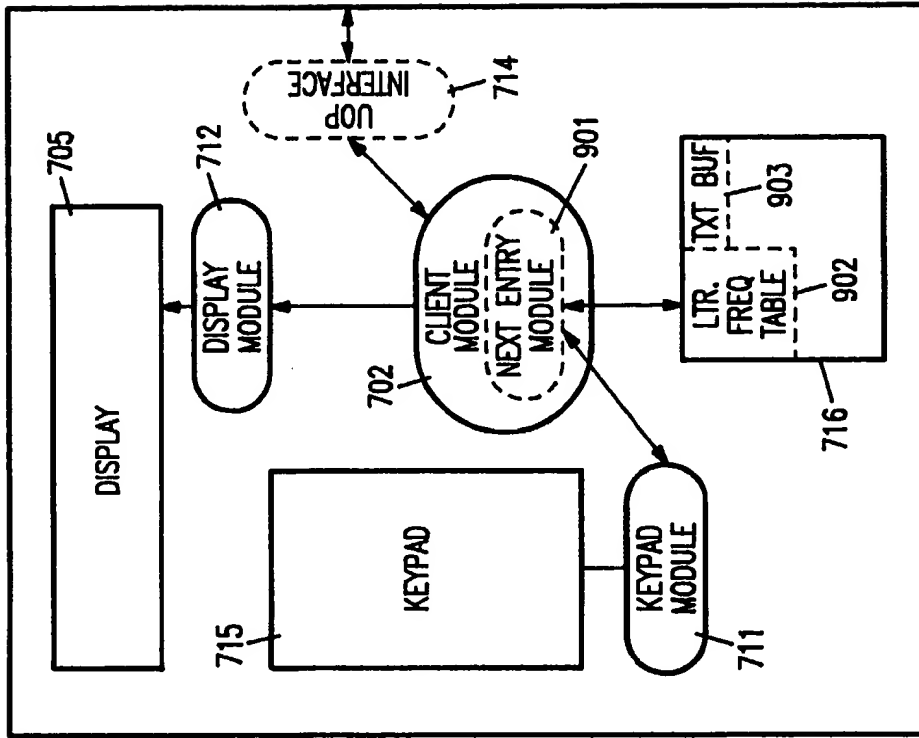 705
DISPLAY
712
DISPLAY
MODULE
UOP
INTERFACE
714
702
CLIENT
MODULE
NEXT ENTRY
MODULE
901
715
KEYPAD
KEYPAD
MODULE
711
LTR.
FREQ
TABLE
902
TXT BUF
903
716